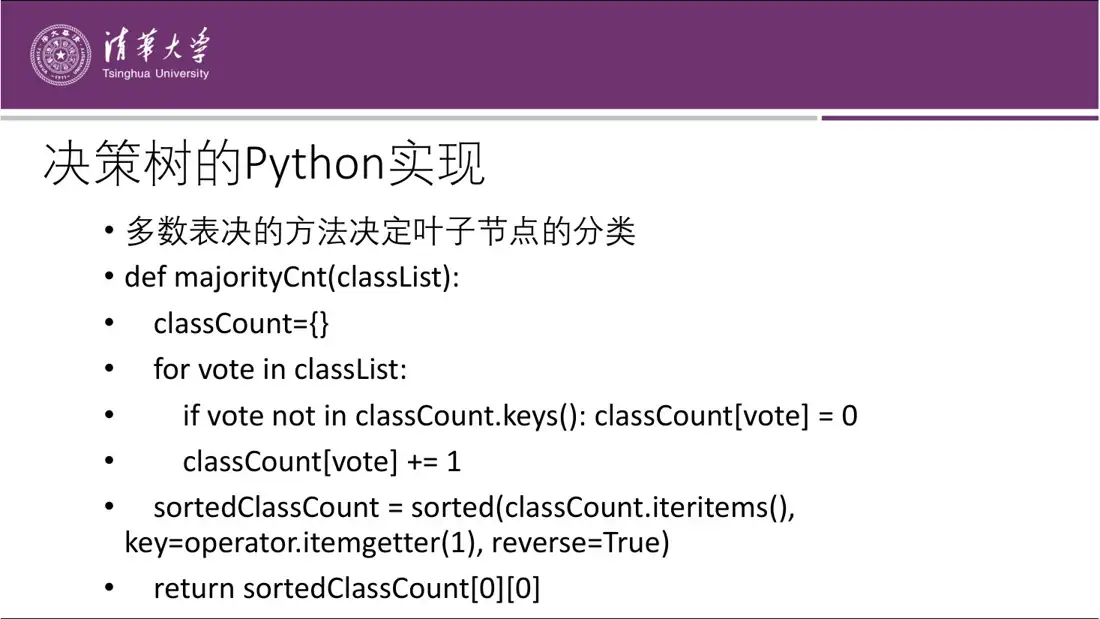 清华大学
Tsinghua University
决策树的Python实现
• 多数表决的方法决定叶子节点的分类
• def majorityCnt(classList):
• classCount={}
• for vote in classList:
• if vote not in classCount.keys(): classCount[vote] = 0
• classCount[vote] += 1
• sortedClassCount = sorted(classCount.iteritems(),
key=operator.itemgetter(1), reverse=True)
• return sortedClassCount[0][0]